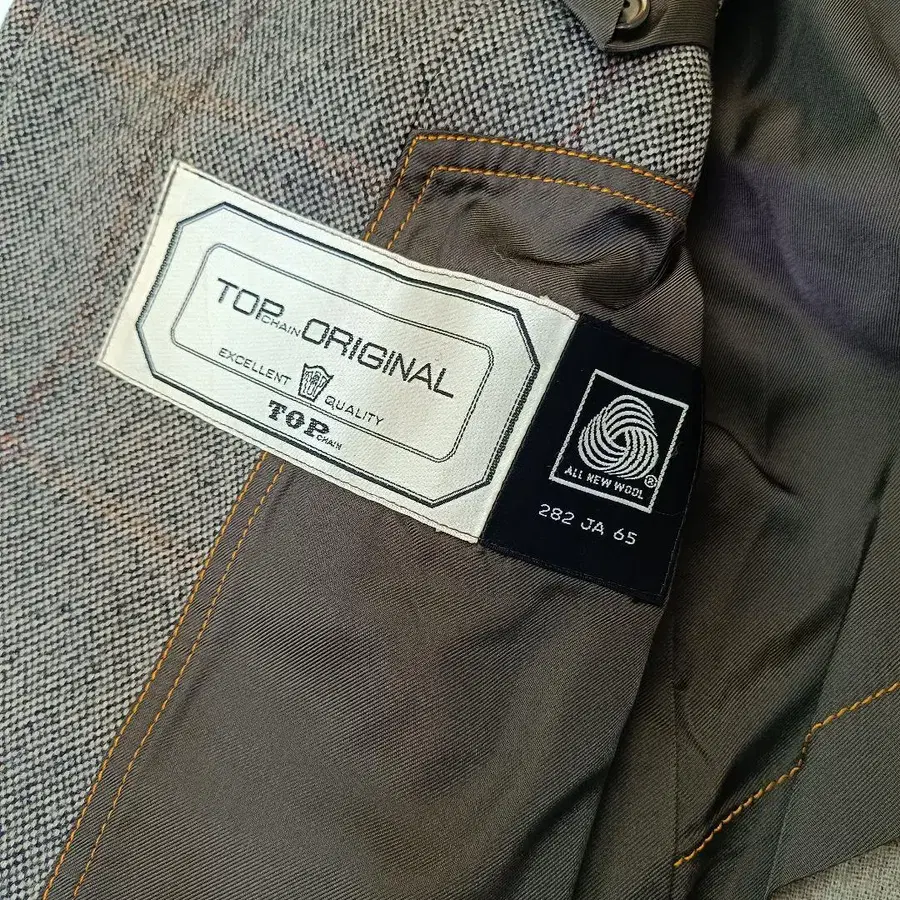 TOP CHAIN ORIGINAL
EXCELLENT QUALITY
TOP CHAIN
ALL NEW WOOL ®
282 JA 65